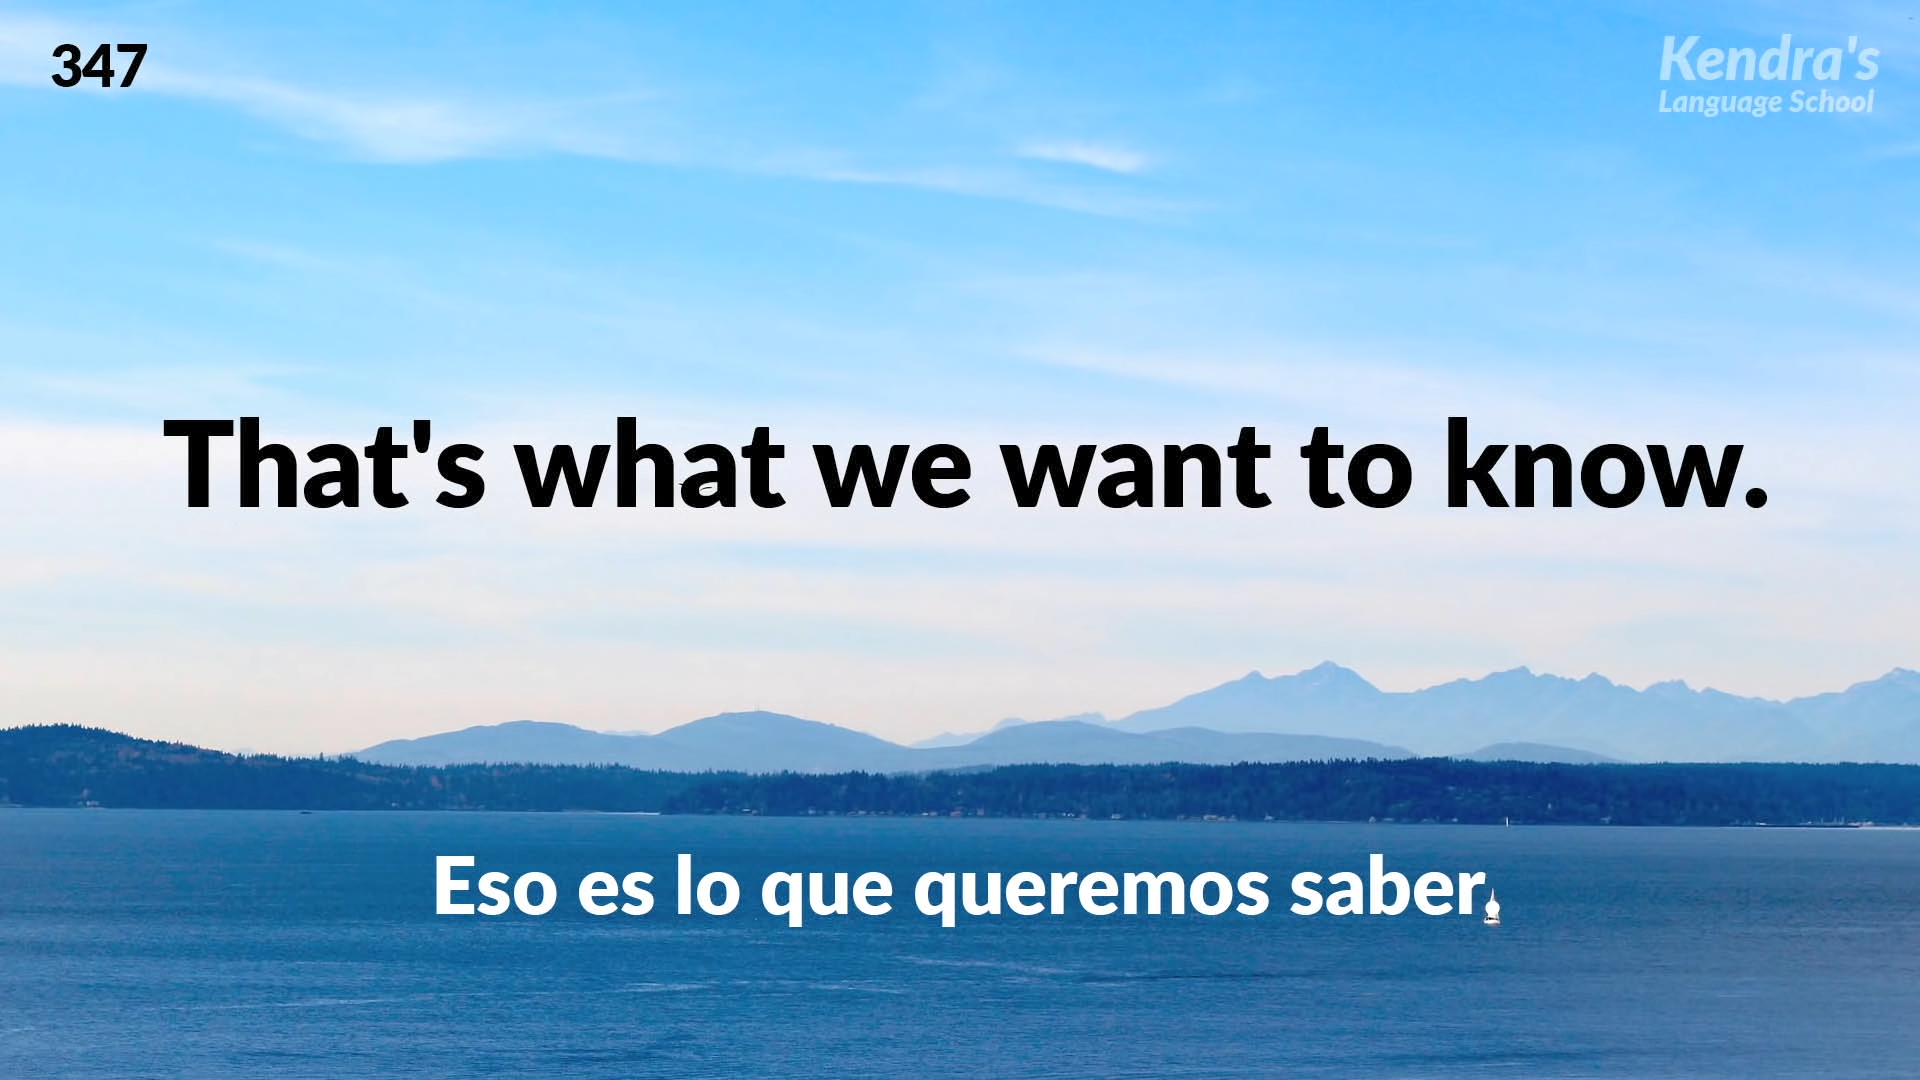 347
Kendra's
Language School
That's what we want to know.
Eso es lo que queremos saber.